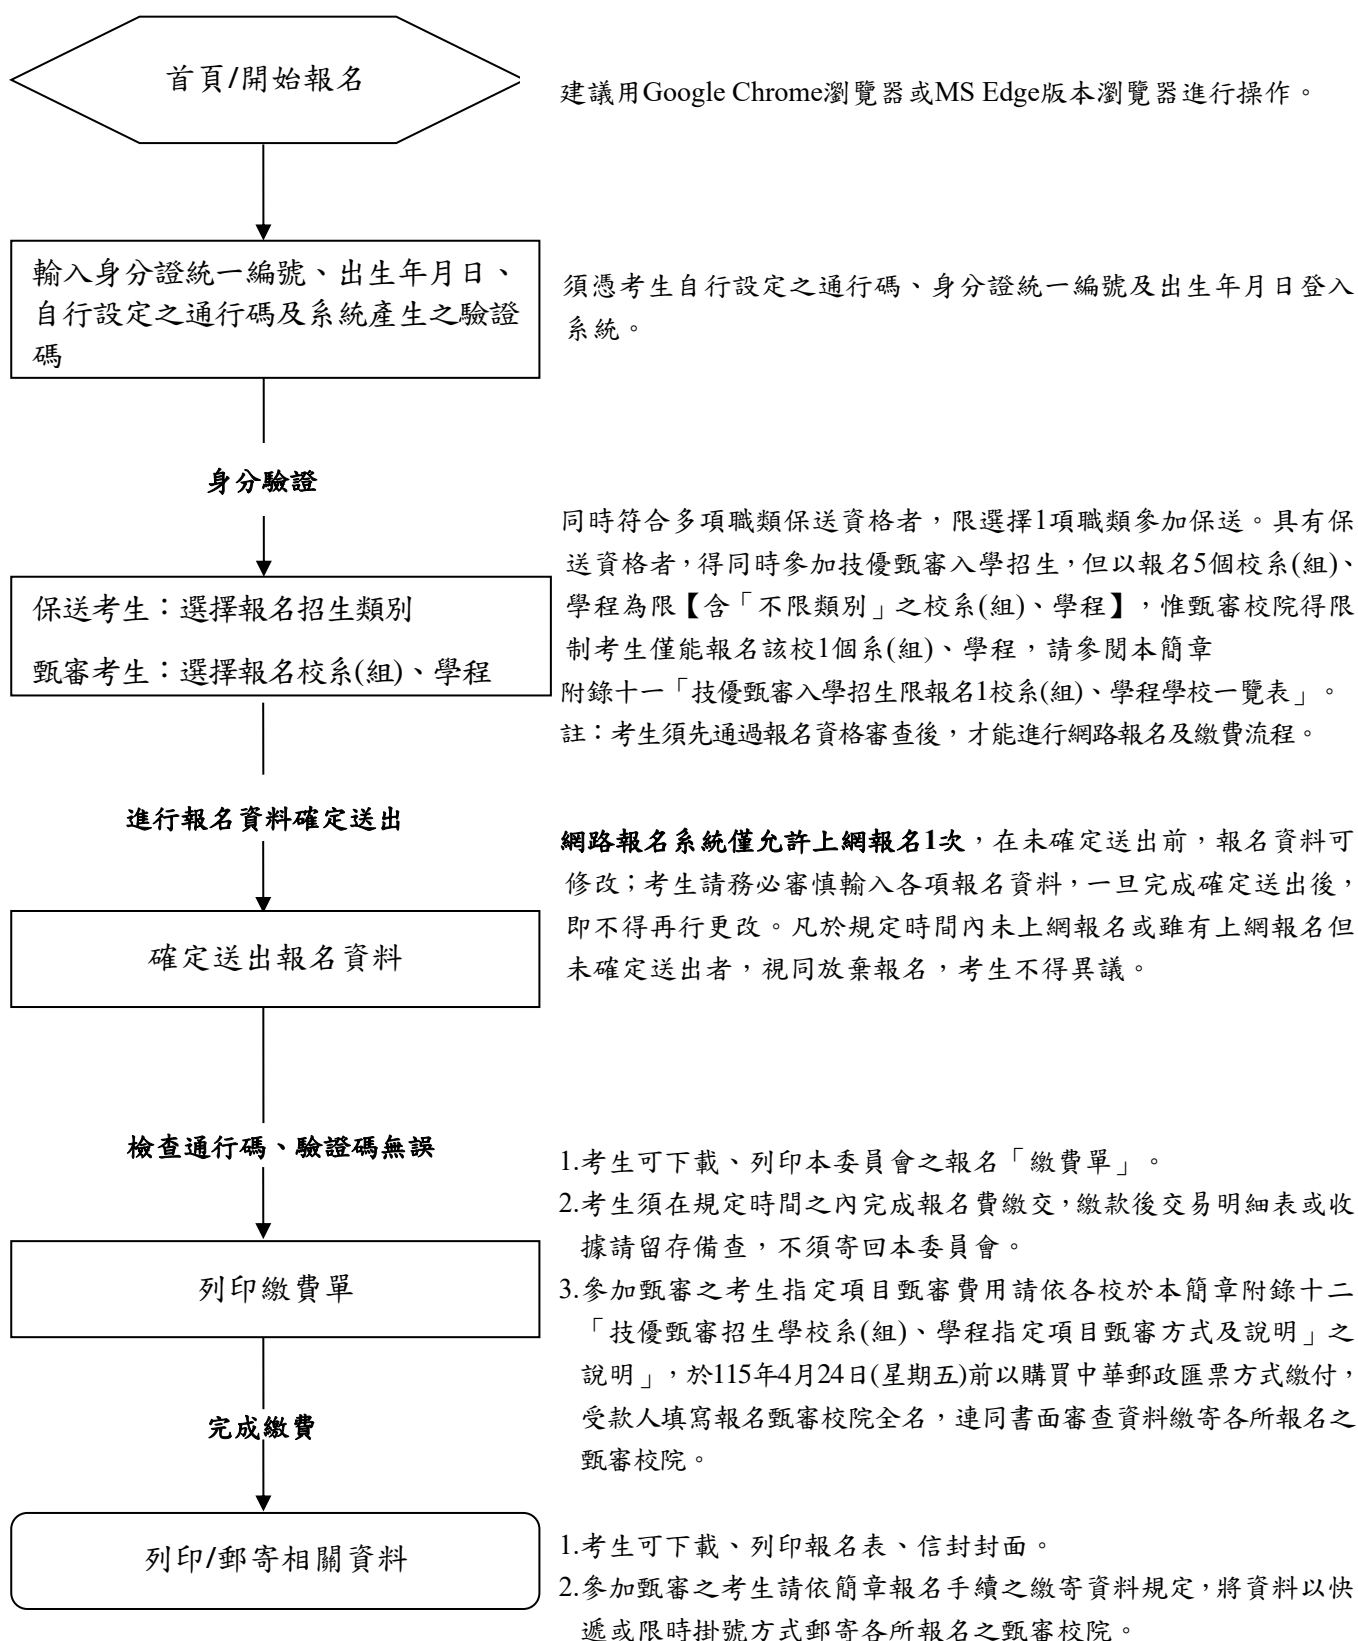 首頁/開始報名
建議用Google Chrome瀏覽器或MS Edge版本瀏覽器進行操作。
輸入身分證統一編號、出生年月日、
自行設定之通行碼及系統產生之驗證
碼
須憑考生自行設定之通行碼、身分證統一編號及出生年月日登入
系統。
身分驗證
保送考生：選擇報名招生類別
甄審考生：選擇報名校系(組)、學程
同時符合多項職類保送資格者，限選擇1項職類參加保送。具有保
送資格者，得同時參加技優甄審入學招生，但以報名5個校系(組)、
學程為限【含「不限類別」之校系(組)、學程】，惟甄審校院得限
制考生僅能報名該校1個系(組)、學程，請參閱本簡章
附錄十一「技優甄審入學招生限報名1校系(組)、學程學校一覽表」。
註：考生須先通過報名資格審查後，才能進行網路報名及繳費流程。
進行報名資料確定送出
確定送出報名資料
網路報名系統僅允許上網報名1次，在未確定送出前，報名資料可
修改；考生請務必審慎輸入各項報名資料，一旦完成確定送出後，
即不得再行更改。凡於規定時間內未上網報名或雖有上網報名但
未確定送出者，視同放棄報名，考生不得異議。
檢查通行碼、驗證碼無誤
列印繳費單
1.考生可下載、列印本委員會之報名「繳費單」。
2.考生須在規定時間之內完成報名費繳交，繳款後交易明細表或收
據請留存備查，不須寄回本委員會。
3.參加甄審之考生指定項目甄審費用請依各校於本簡章附錄十二
「技優甄審招生學校系(組)、學程指定項目甄審方式及說明」之
說明」，於115年4月24日(星期五)前以購買中華郵政匯票方式繳付，
受款人填寫報名甄審校院全名，連同書面審查資料繳寄各所報名之
甄審校院。
完成繳費
列印/郵寄相關資料
1.考生可下載、列印報名表、信封封面。
2.參加甄審之考生請依簡章報名手續之繳寄資料規定，將資料以快
遞或限時掛號方式郵寄各所報名之甄審校院。